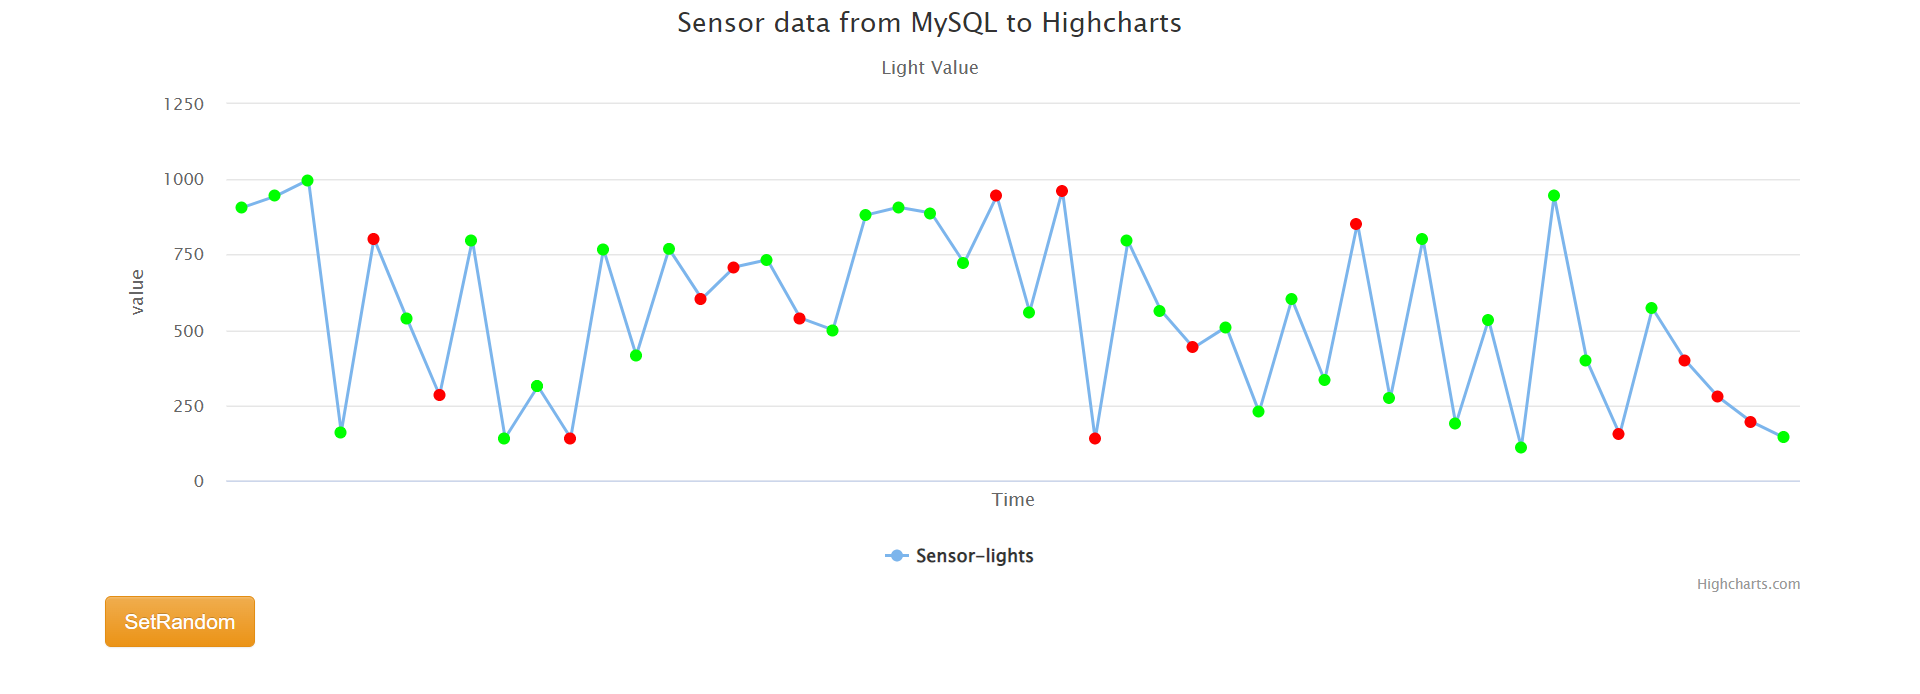 Sensor data from MySQL to Highcharts
Light Value
1250
1000
750
500
250
0
value
Time
Sensor-lights
Highcharts.com
SetRandom